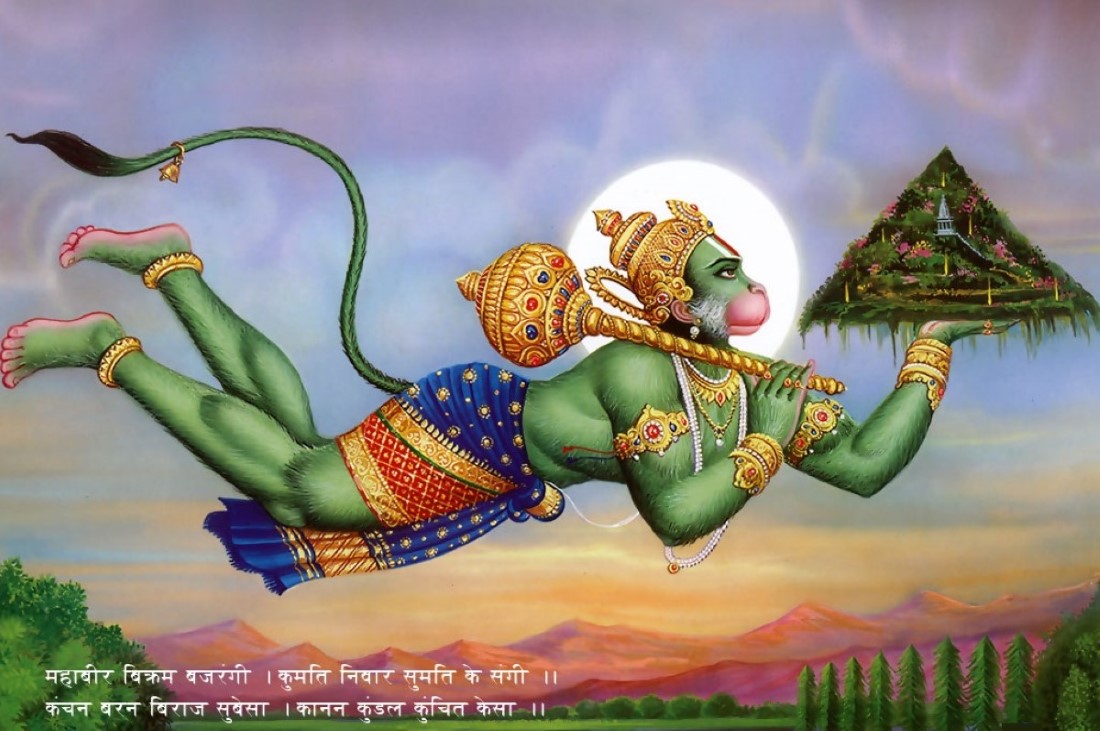 महाबीर बिक्रम बजरंगी । कुमति निवार सुमति के संगी ।।
कंचन बरन बिराज सुबेसा । कानन कुंडल कुंचित केसा ।।